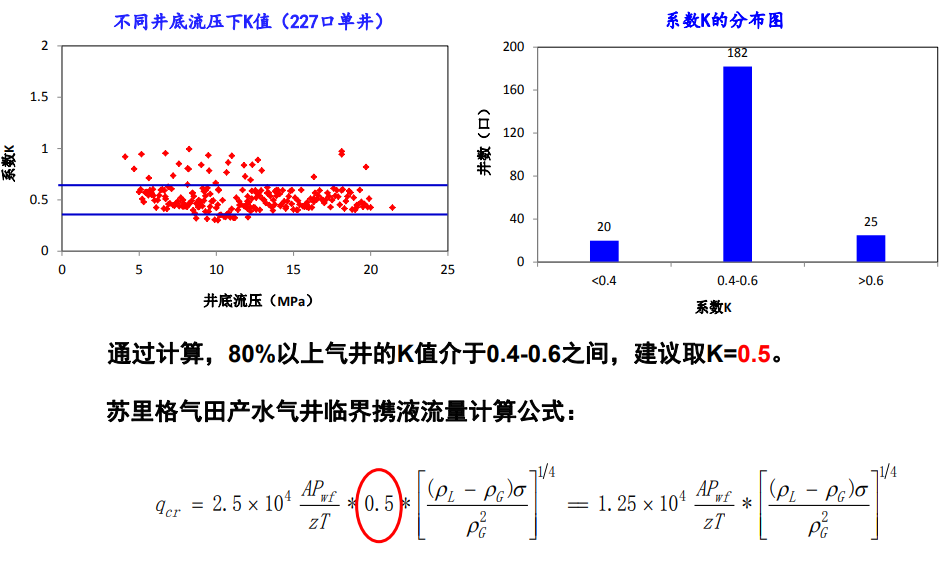 不同井底流压下K值（227口单井）
系数K
2
1.5
1
0.5
0
0 5 10 15 20 25
井底流压（MPa）
系数K的分布图
井数（口）
200
160
120
80
40
0
20
182
25
<0.4 0.4-0.6 >0.6
系数K
通过计算，80%以上气井的K值介于0.4-0.6之间，建议取K=0.5。
苏里格气田产水气井临界携液流量计算公式：
q_cr = 2.5×10^4 AP_wf/zT * 0.5 * [(ρ_L − ρ_G)σ/ρ_G^2]^1/4 == 1.25×10^4 AP_wf/zT * [(ρ_L − ρ_G)σ/ρ_G^2]^1/4